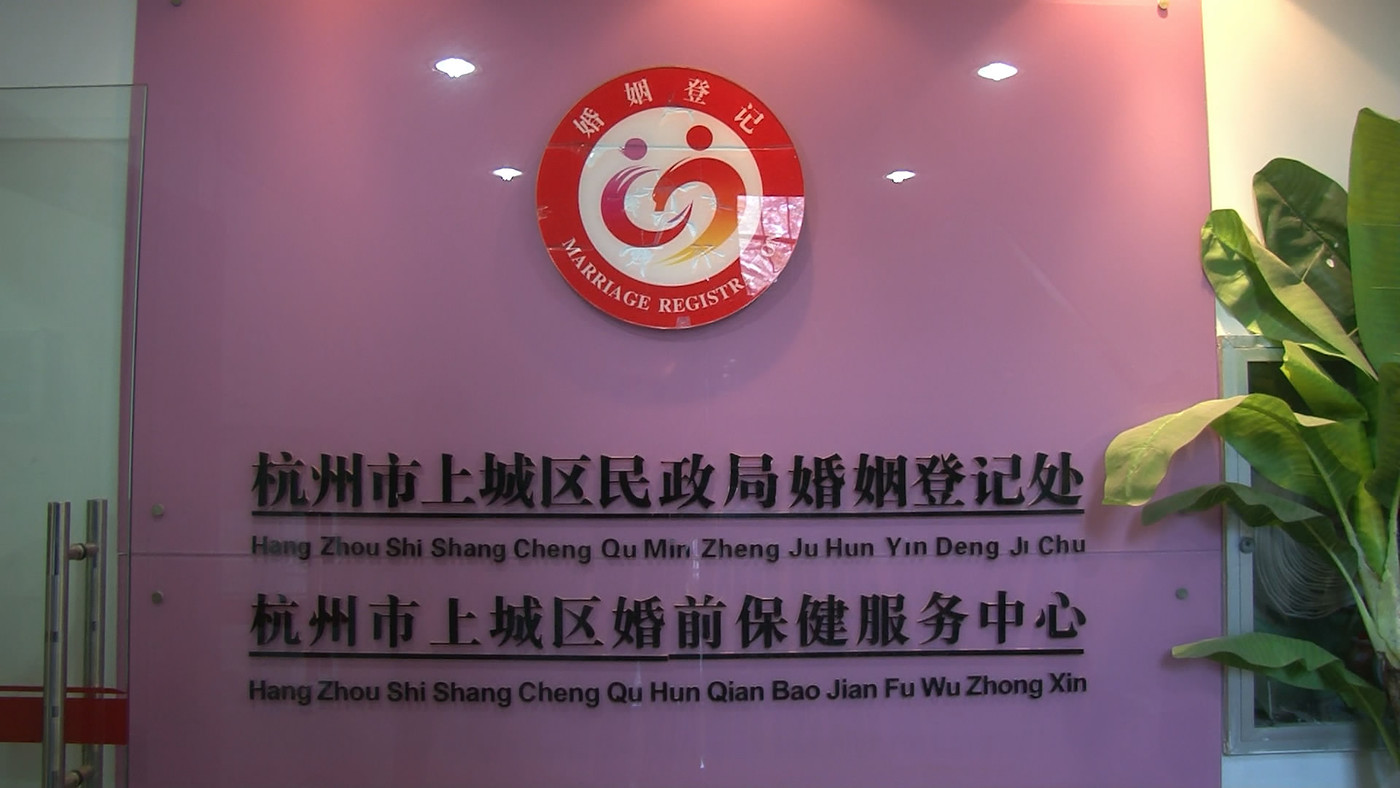 婚姻登记
MARRIAGE REGISTR
杭州市上城区民政局婚姻登记处
Hang Zhou Shi Shang Cheng Qu Min Zheng Ju Hun Yin Deng Ji Chu
杭州市上城区婚前保健服务中心
Hang Zhou Shi Shang Cheng Qu Hun Qian Bao Jian Fu Wu Zhong Xin